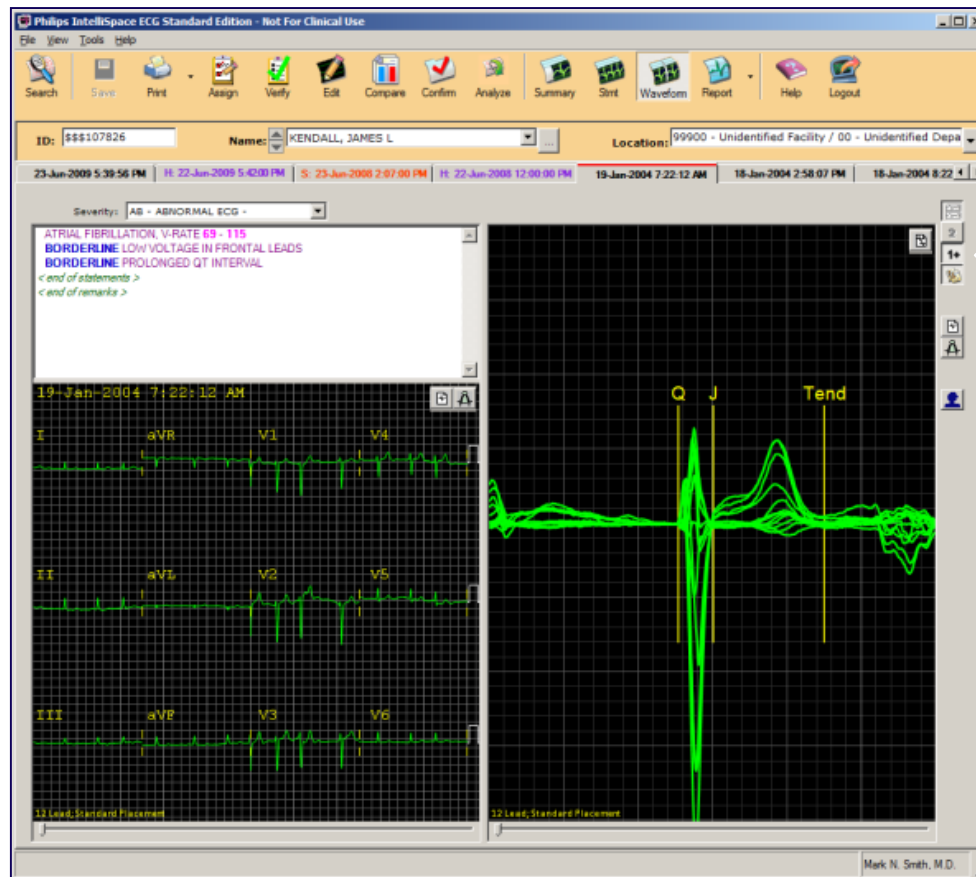 Philips IntelliSpace ECG Standard Edition - Not For Clinical Use
File View Tools Help
Search Save Print Assign Verify Edit Compare Confirm Analyze Summary Stmt Waveform Report Help Logout
ID: $$$107826 Name: KENDALL, JAMES L ... Location: 99900 - Unidentified Facility / 00 - Unidentified Depa
23-Jun-2009 5:39:56 PM H: 22-Jun-2009 5:42:00 PM S: 23-Jun-2008 2:07:00 PM H: 22-Jun-2008 12:00:00 PM 19-Jan-2004 7:22:12 AM 18-Jan-2004 2:58:07 PM 18-Jan-2004 8:22
Severity: AB - ABNORMAL ECG -
ATRIAL FIBRILLATION, V-RATE 69 - 115
BORDERLINE LOW VOLTAGE IN FRONTAL LEADS
BORDERLINE PROLONGED QT INTERVAL
< end of statements >
< end of remarks >
2
1+
19-Jan-2004 7:22:12 AM
I aVR V1 V4
II aVL V2 V5
III aVF V3 V6
12 Lead; Standard Placement
Q J Tend
12 Lead; Standard Placement
Mark N. Smith, M.D.